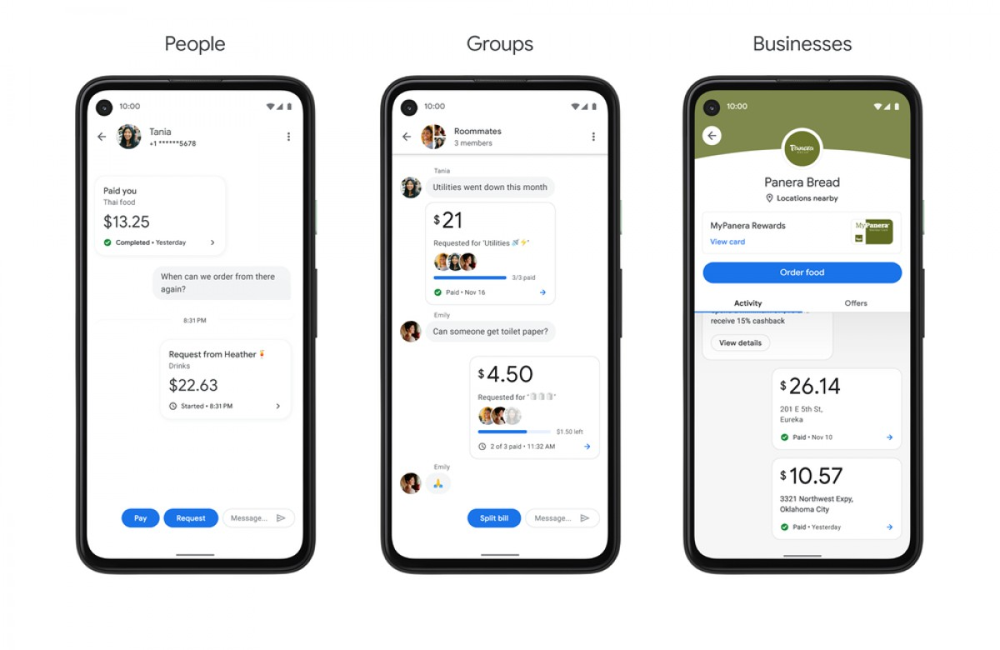 People
10:00
Tania
+1 ******5678
Paid you
Thai food
$13.25
Completed • Yesterday
When can we order from there
again?
8:31 PM
Request from Heather 🍹
Drinks
$22.63
Started • 8:31 PM
Pay
Request
Message...
Groups
10:00
Roommates
3 members
Tania
Utilities went down this month
$21
Requested for "Utilities 🚿⚡"
3/3 paid
Paid • Nov 16
Emily
Can someone get toilet paper?
$4.50
Requested for "🧻🧻🧻"
$1.50 left
2 of 3 paid • 11:32 AM
Emily
🙏
Split bill
Message...
Businesses
10:00
Panera
Panera Bread
Locations nearby
MyPanera Rewards
View card
MyPanera
Order food
Activity
Offers
receive 15% cashback
View details
$26.14
201 E 5th St,
Eureka
Paid • Nov 10
$10.57
3321 Northwest Expy,
Oklahoma City
Paid • Yesterday